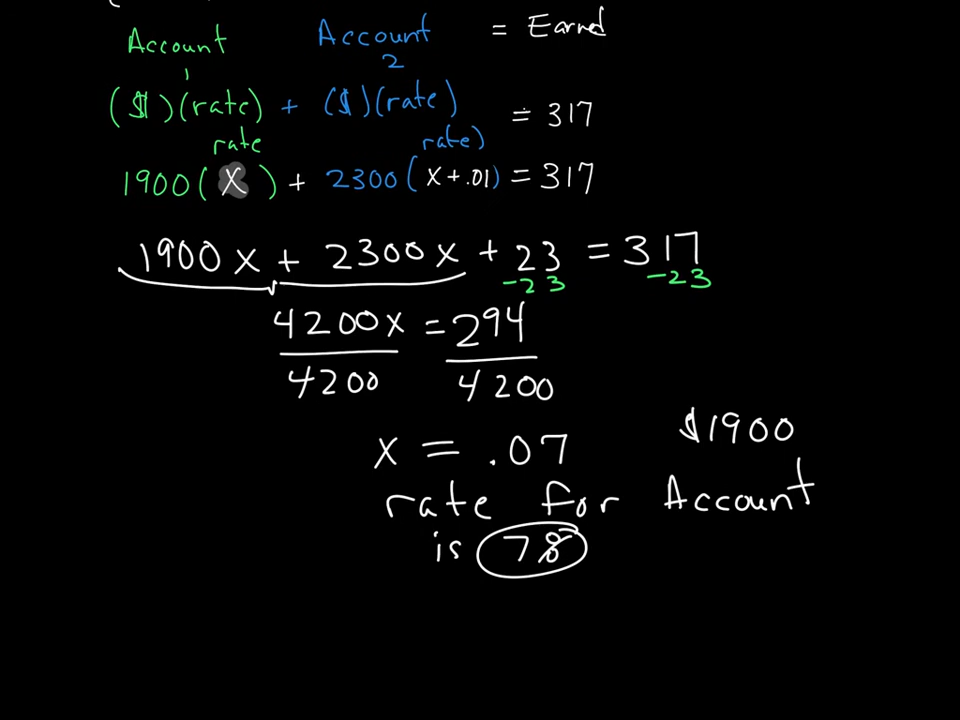 Account 1 Account 2 = Earned
($)(rate) + ($)(rate) = 317
rate rate)
1900( X ) + 2300( X + .01) = 317
1900x + 2300x + 23 = 317
-23 -23
4200x = 294
4200 4200
x = .07 $1900
rate for Account
is 7%